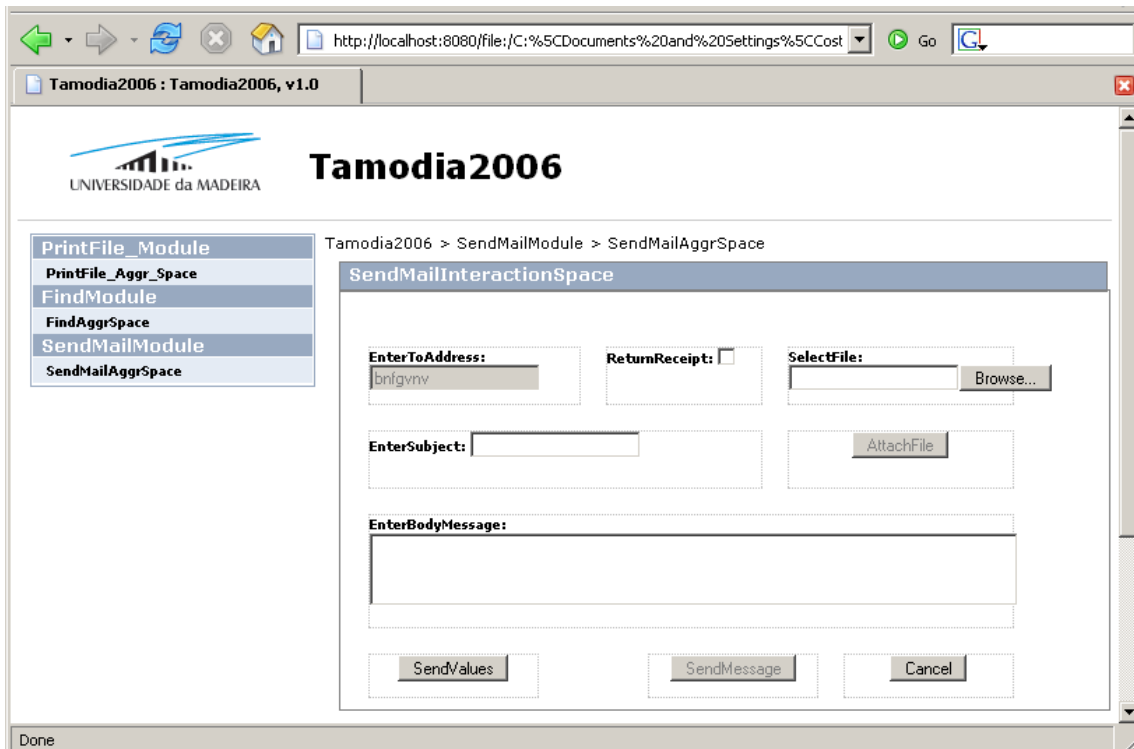 http://localhost:8080/file:/C:%5CDocuments%20and%20Settings%5CCost
Go
G
Tamodia2006 : Tamodia2006, v1.0
UNIVERSIDADE da MADEIRA
Tamodia2006
PrintFile_Module
PrintFile_Aggr_Space
FindModule
FindAggrSpace
SendMailModule
SendMailAggrSpace
Tamodia2006 > SendMailModule > SendMailAggrSpace
SendMailInteractionSpace
EnterToAddress:
bnfgvnv
ReturnReceipt:
SelectFile:
Browse...
EnterSubject:
AttachFile
EnterBodyMessage:
SendValues
SendMessage
Cancel
Done